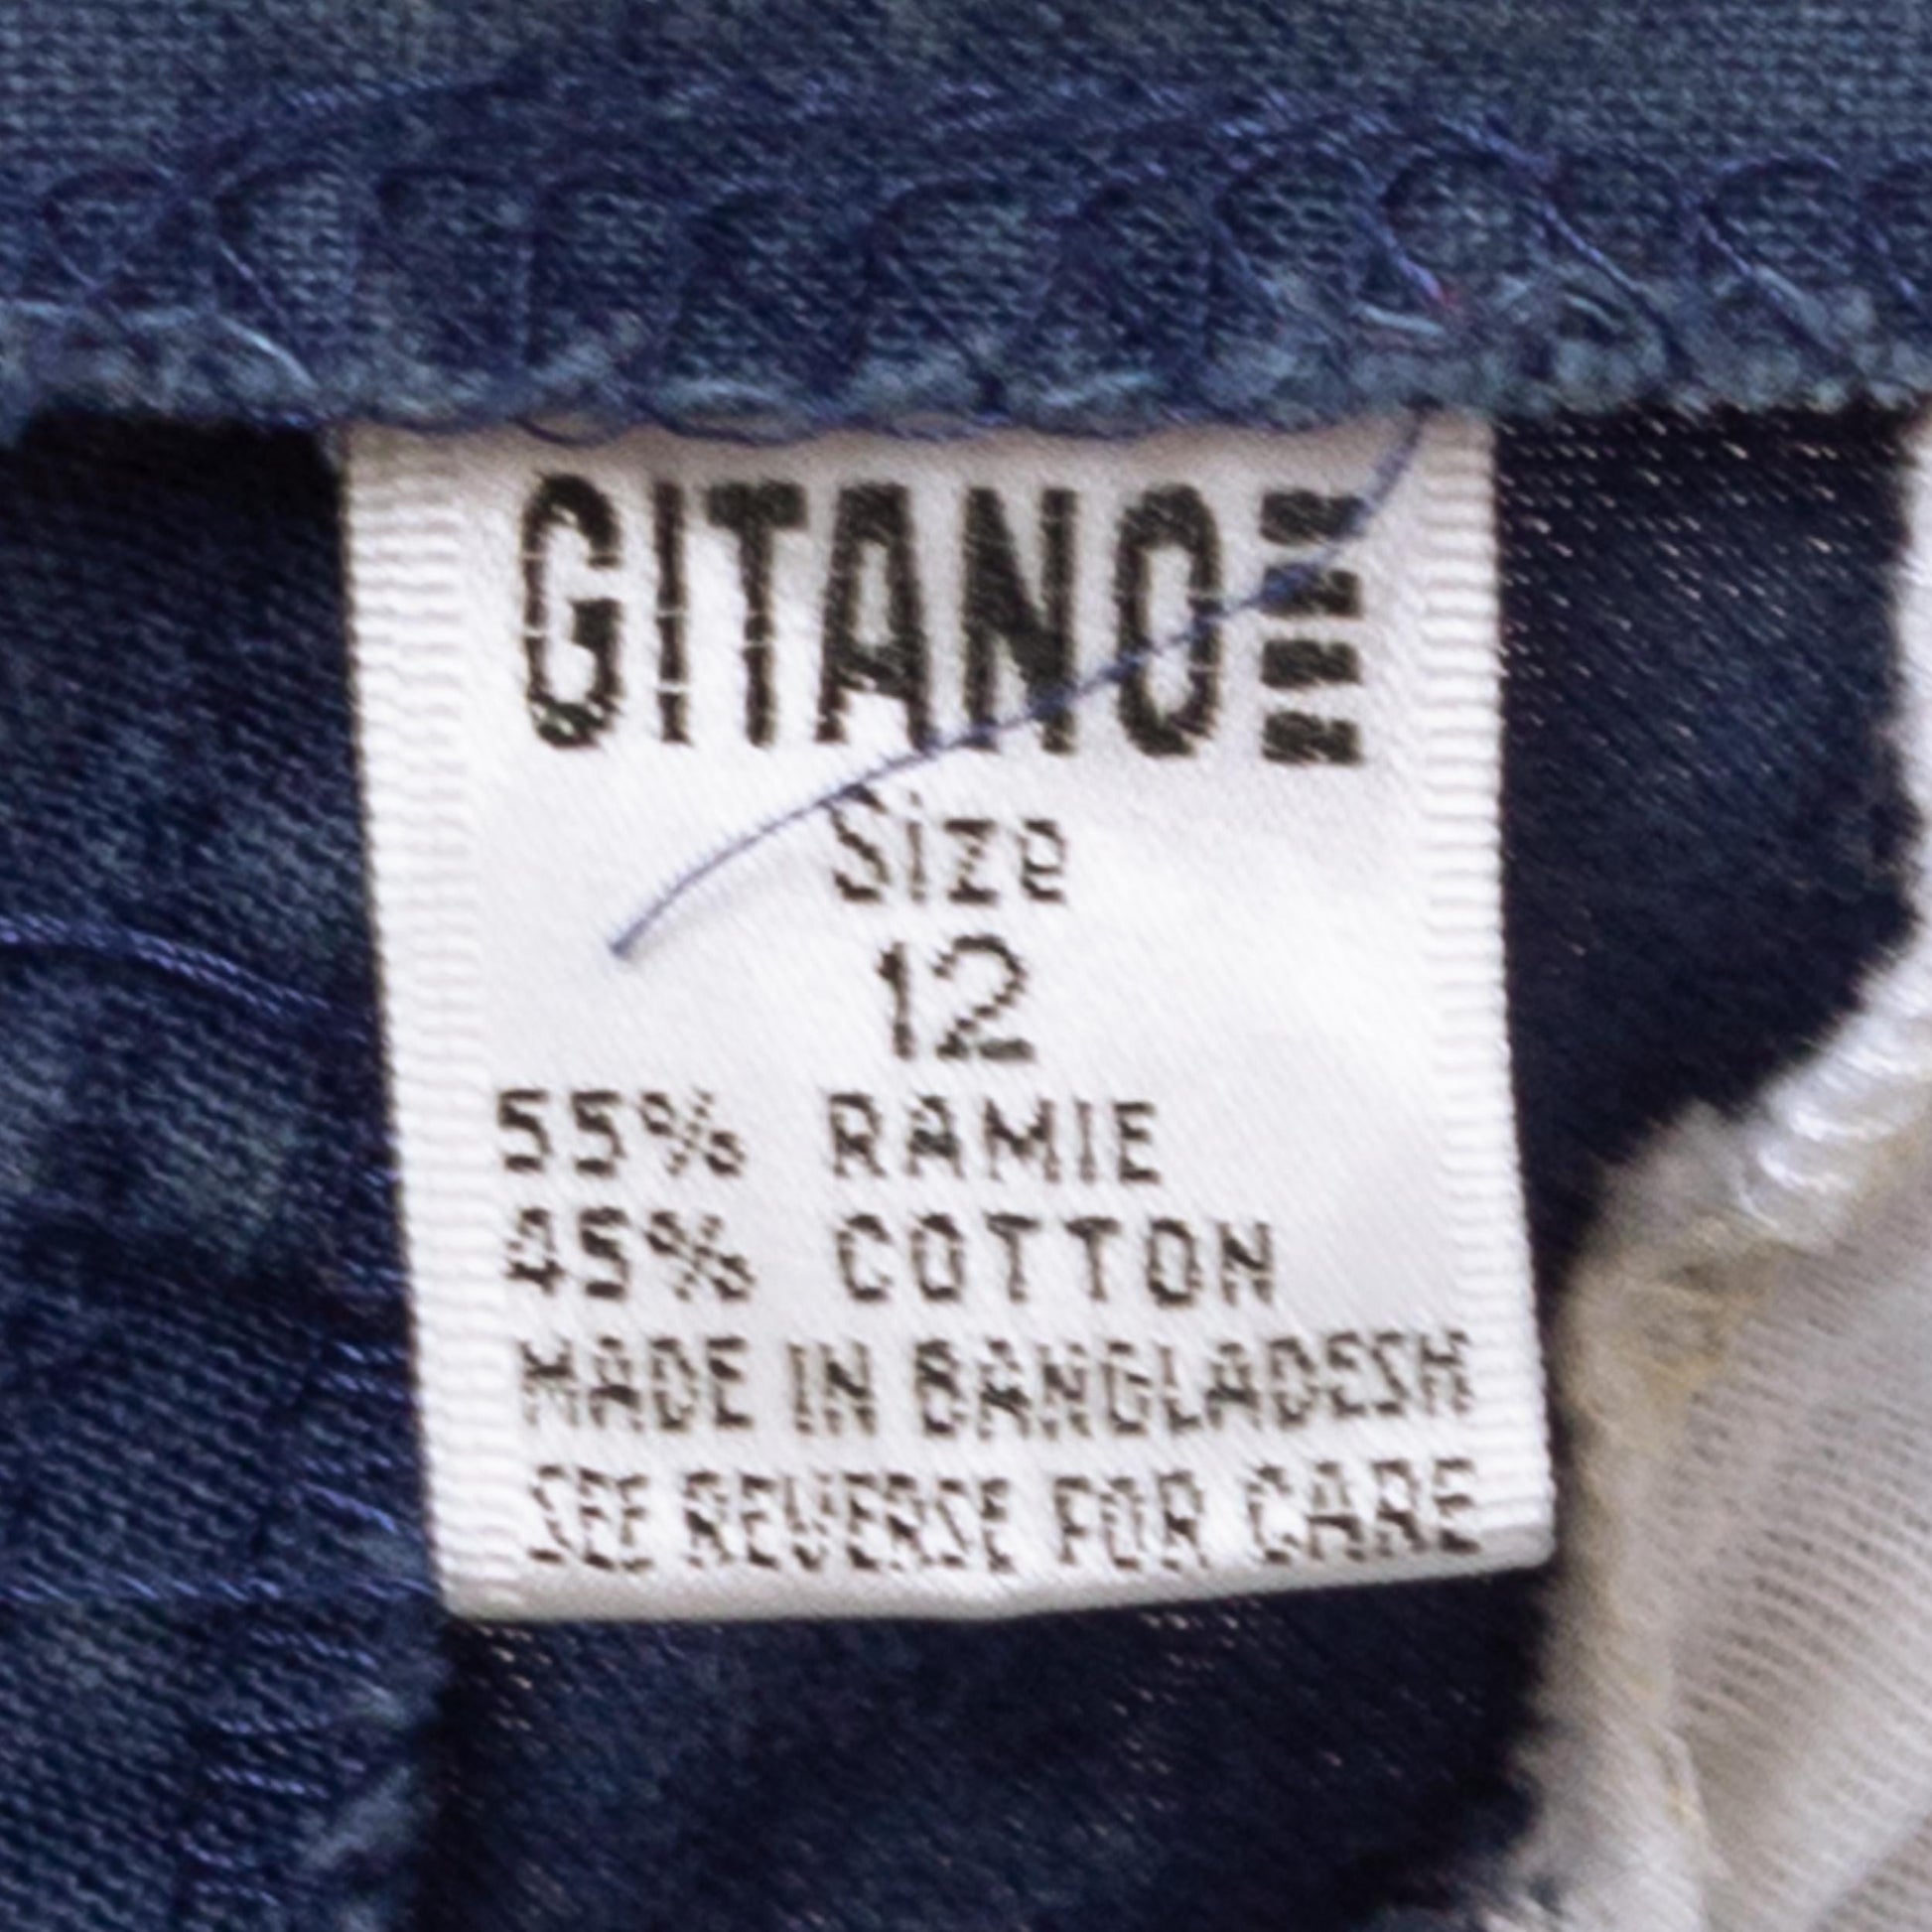 GITANO
Size
12
55% RAMIE
45% COTTON
MADE IN BANGLADESH
SEE REVERSE FOR CARE